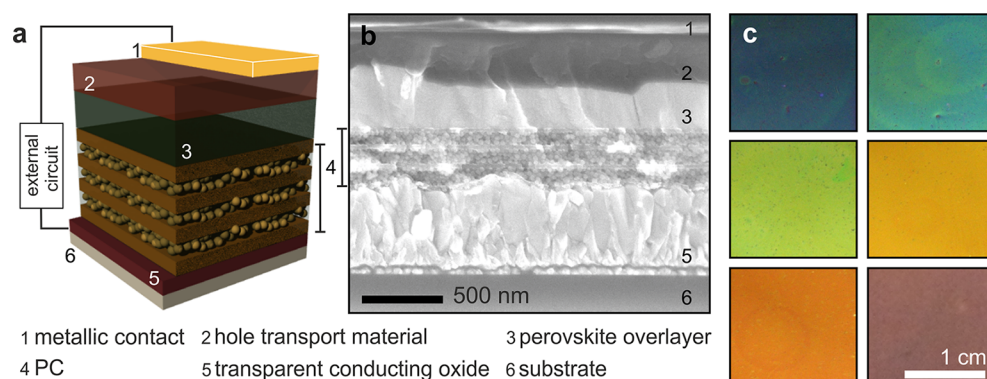 a
1
2
3
4
external
circuit
6
5
b
1
2
3
5
6
500 nm
c
1 cm
1 metallic contact 2 hole transport material 3 perovskite overlayer
4 PC 5 transparent conducting oxide 6 substrate